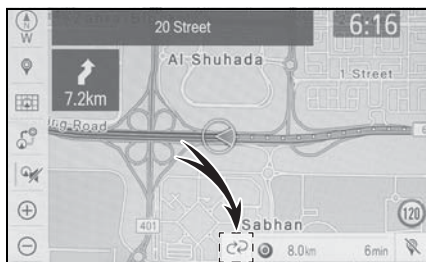 N
W
20 Street
6:16
Al Shuhada
1 Street
7.2km
Road
401
Sabhan
120
8.0km
6min